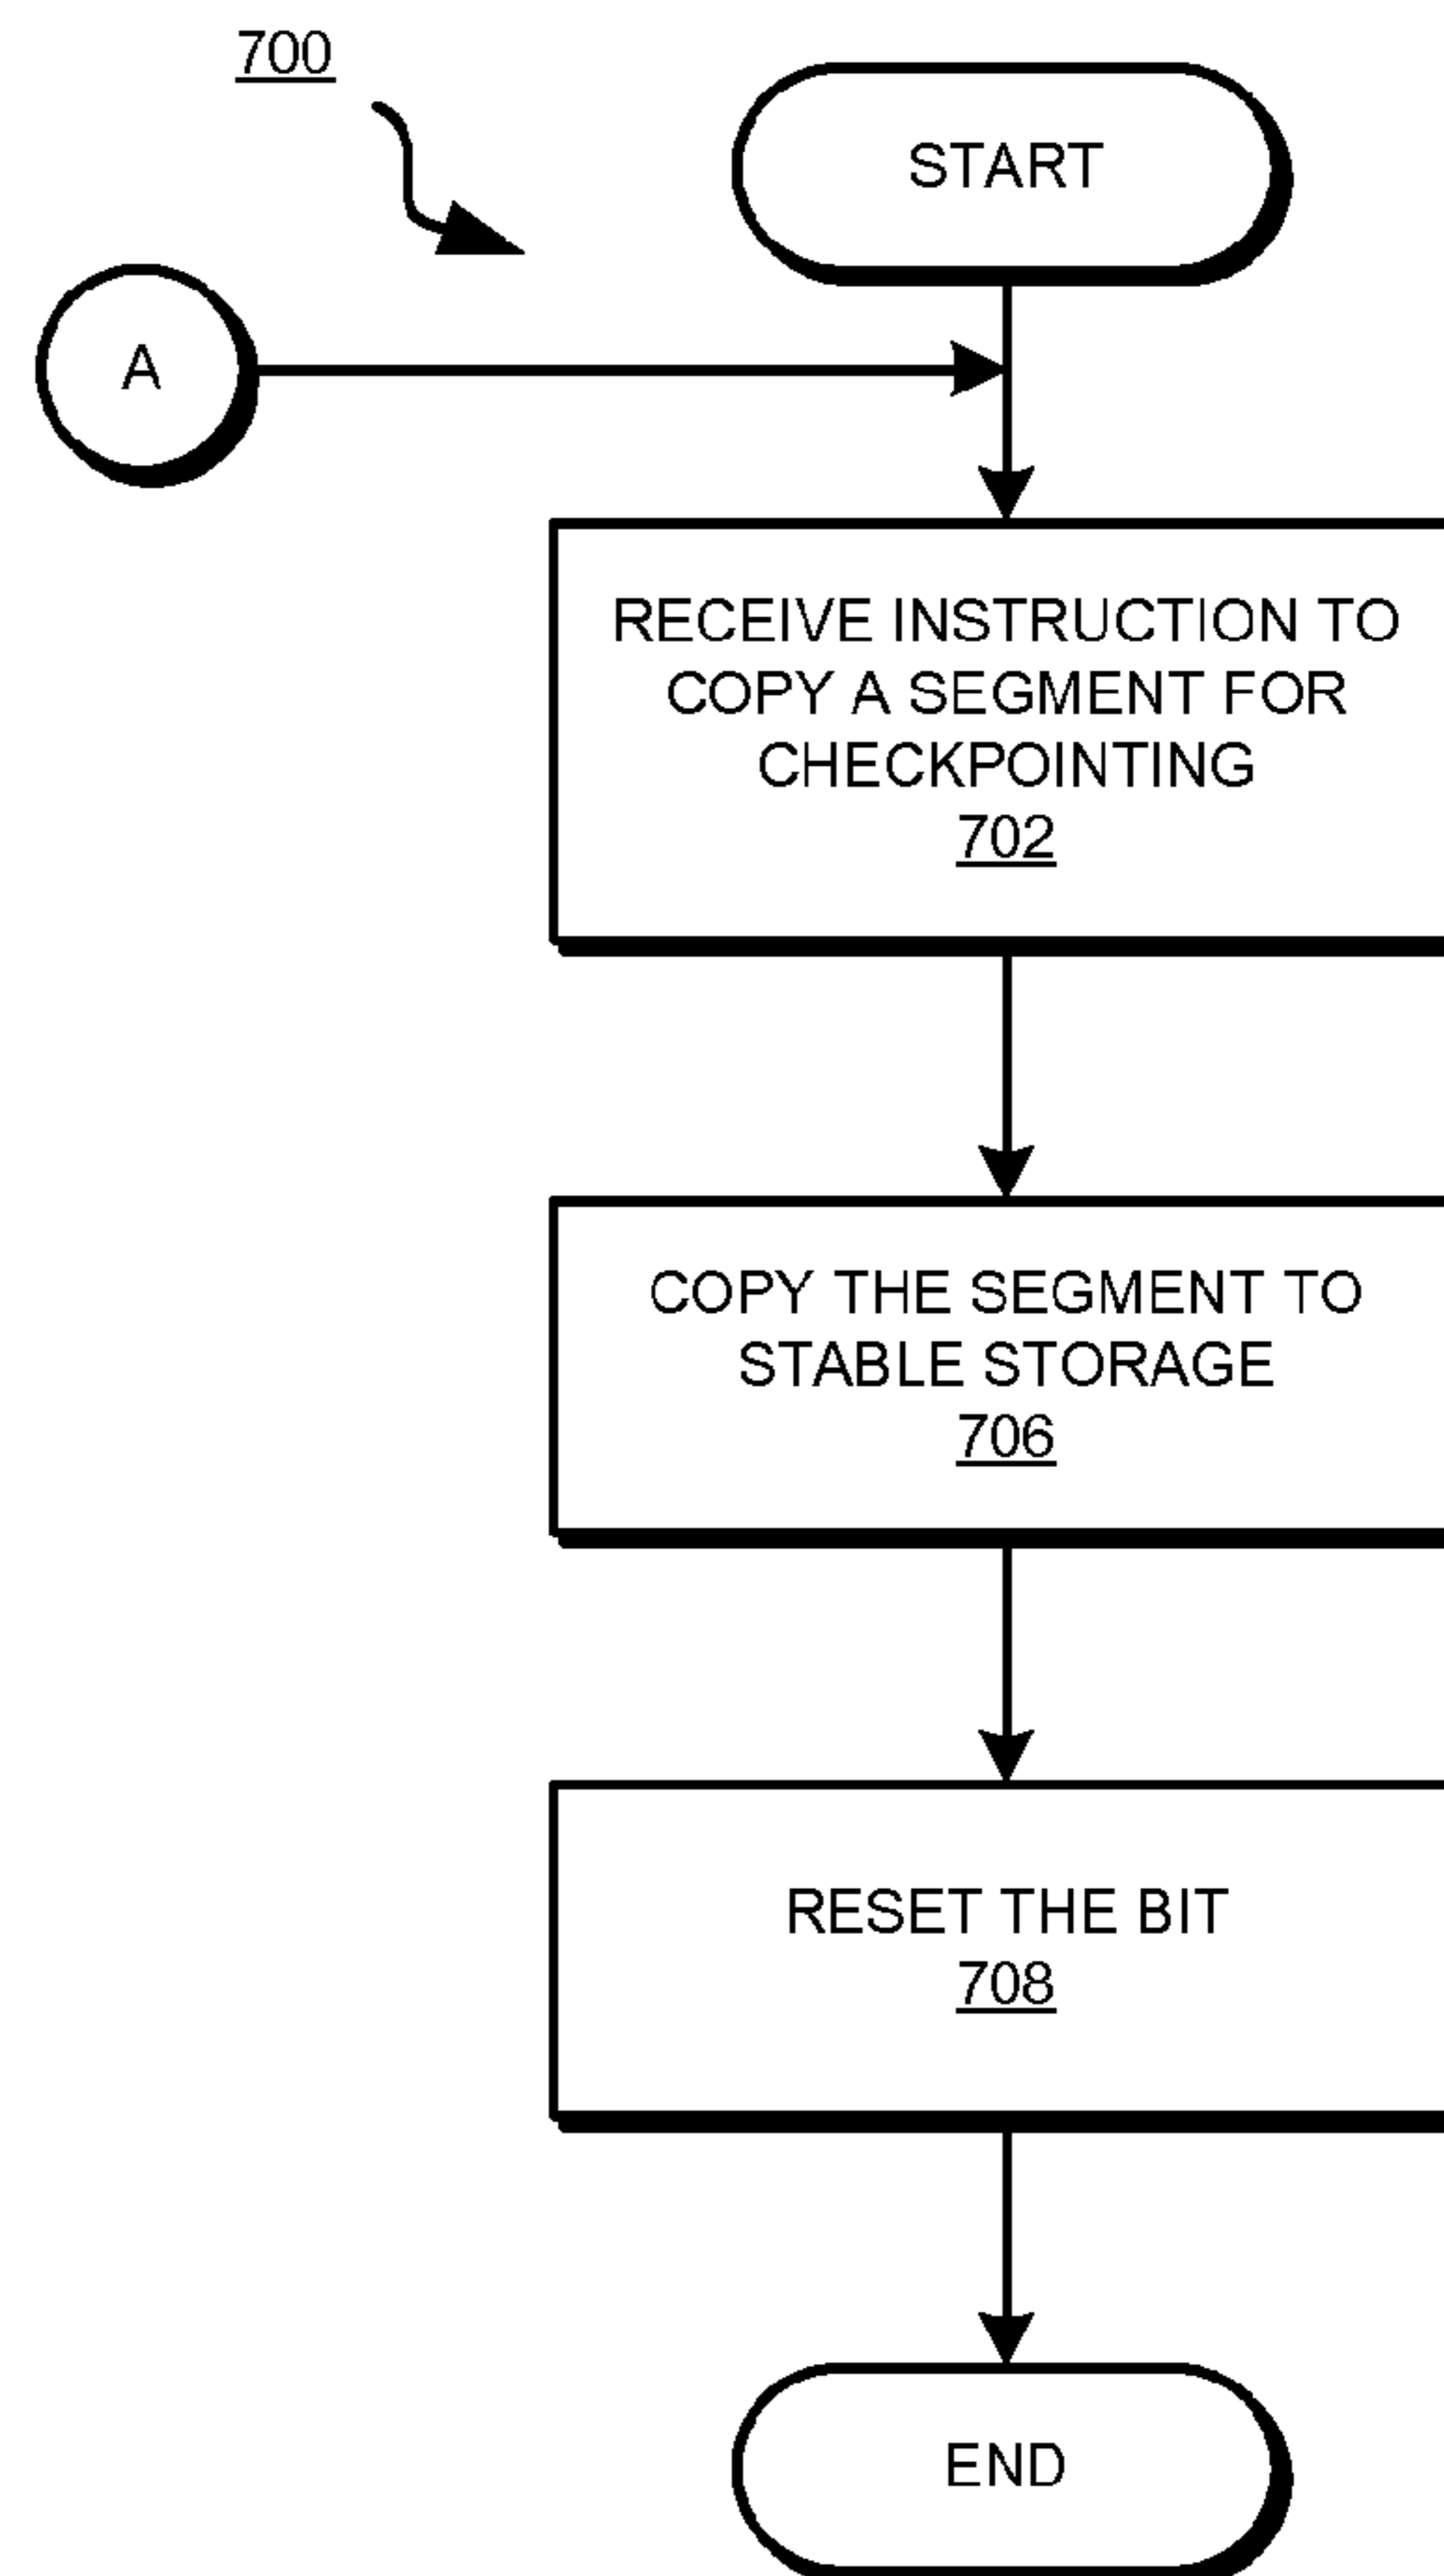 700
START
A
RECEIVE INSTRUCTION TO
COPY A SEGMENT FOR
CHECKPOINTING
702
COPY THE SEGMENT TO
STABLE STORAGE
706
RESET THE BIT
708
END